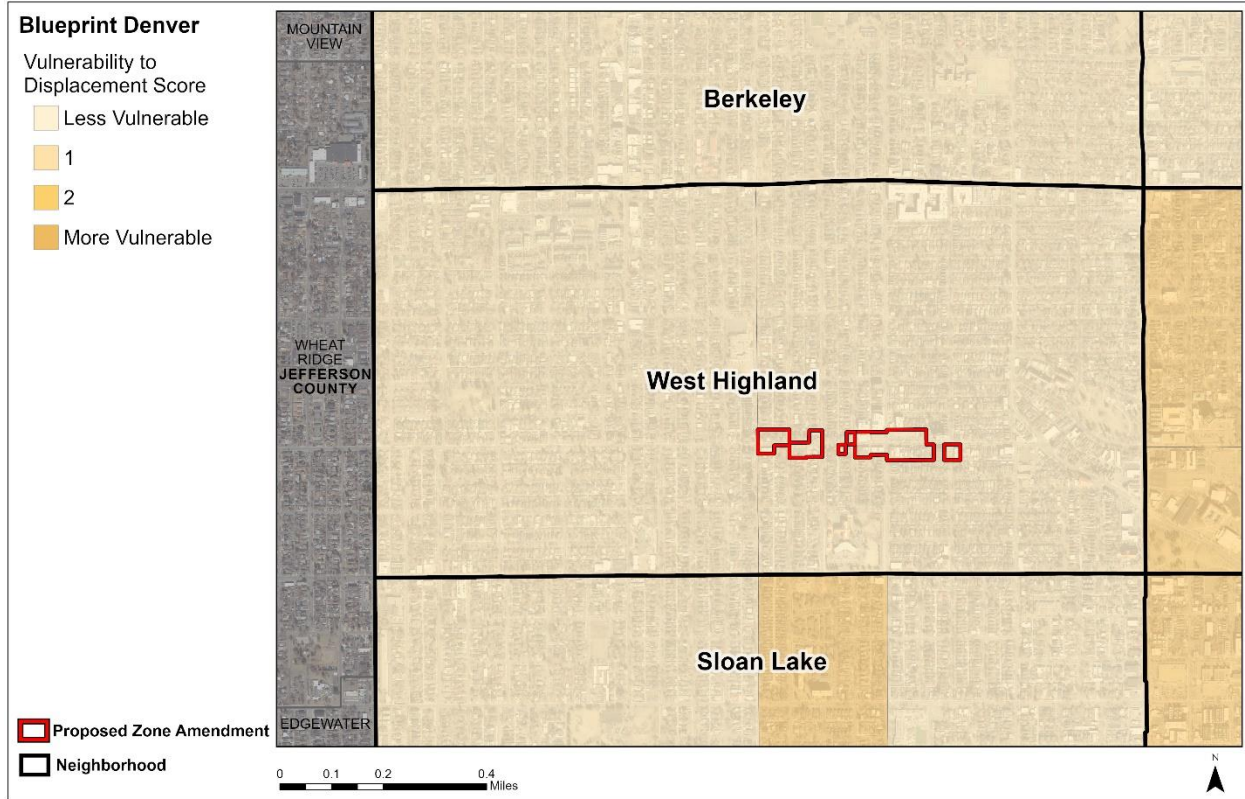 Blueprint Denver
Vulnerability to
Displacement Score
Less Vulnerable
1
2
More Vulnerable
Proposed Zone Amendment
Neighborhood
MOUNTAIN
VIEW
Berkeley
WHEAT
RIDGE
JEFFERSON
COUNTY
West Highland
Sloan Lake
EDGEWATER
0 0.1 0.2 0.4
Miles
N